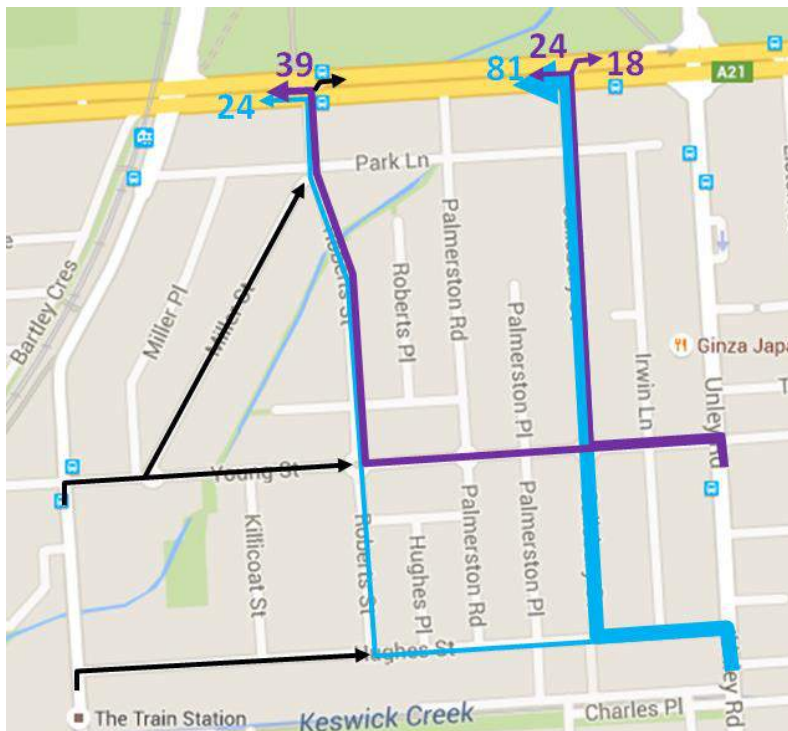 24
39
81
18
A21
24
Park Ln
Bartley Cres
Miller Pl
Miller St
Roberts St
Roberts Pl
Palmerston Rd
Palmerston Pl
Irwin Ln
Ginza Japa
Unley Rd
T
Young St
Killicoat St
Roberts St
Hughes Pl
Palmerston Rd
Palmerston Pl
Hughes St
Unley Rd
The Train Station
Keswick Creek
Charles Pl